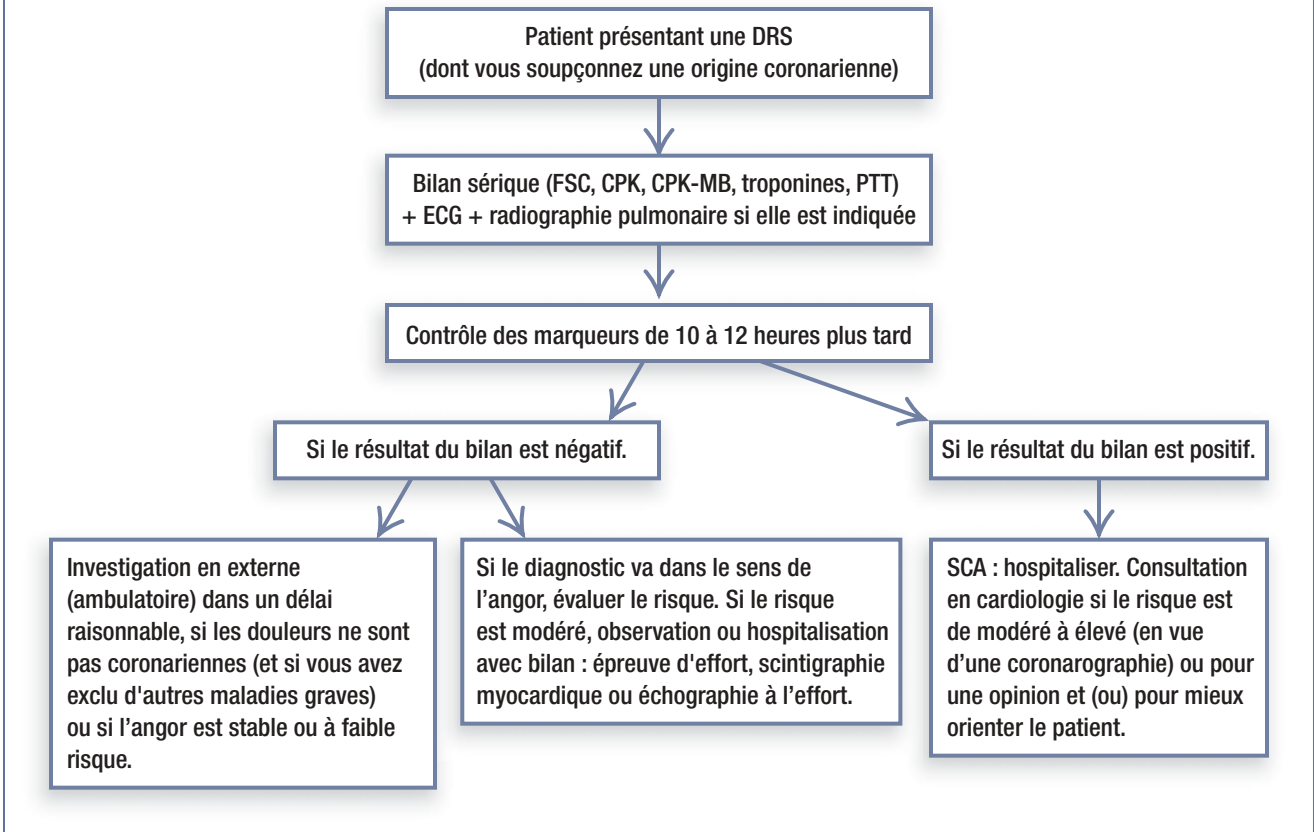 Patient présentant une DRS
(dont vous soupçonnez une origine coronarienne)
Bilan sérique (FSC, CPK, CPK-MB, troponines, PTT)
+ ECG + radiographie pulmonaire si elle est indiquée
Contrôle des marqueurs de 10 à 12 heures plus tard
Si le résultat du bilan est négatif.
Si le résultat du bilan est positif.
Investigation en externe
(ambulatoire) dans un délai
raisonnable, si les douleurs ne sont
pas coronariennes (et si vous avez
exclu d'autres maladies graves)
ou si l'angor est stable ou à faible
risque.
Si le diagnostic va dans le sens de
l'angor, évaluer le risque. Si le risque
est modéré, observation ou hospitalisation
avec bilan : épreuve d'effort, scintigraphie
myocardique ou échographie à l'effort.
SCA : hospitaliser. Consultation
en cardiologie si le risque est
de modéré à élevé (en vue
d'une coronarographie) ou pour
une opinion et (ou) pour mieux
orienter le patient.